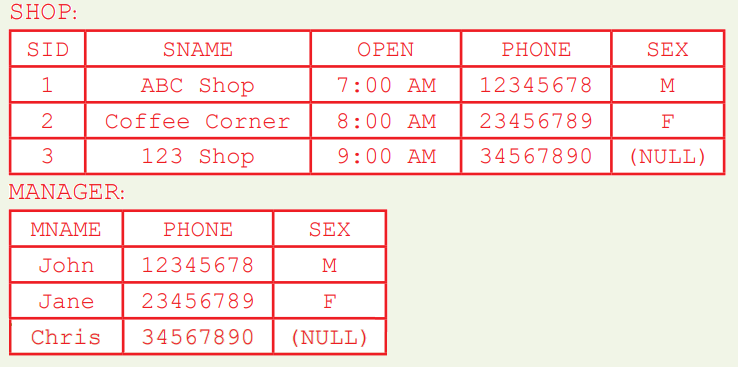 SHOP:
SID SNAME OPEN PHONE SEX
1 ABC Shop 7:00 AM 12345678 M
2 Coffee Corner 8:00 AM 23456789 F
3 123 Shop 9:00 AM 34567890 (NULL)
MANAGER:
MNAME PHONE SEX
John 12345678 M
Jane 23456789 F
Chris 34567890 (NULL)